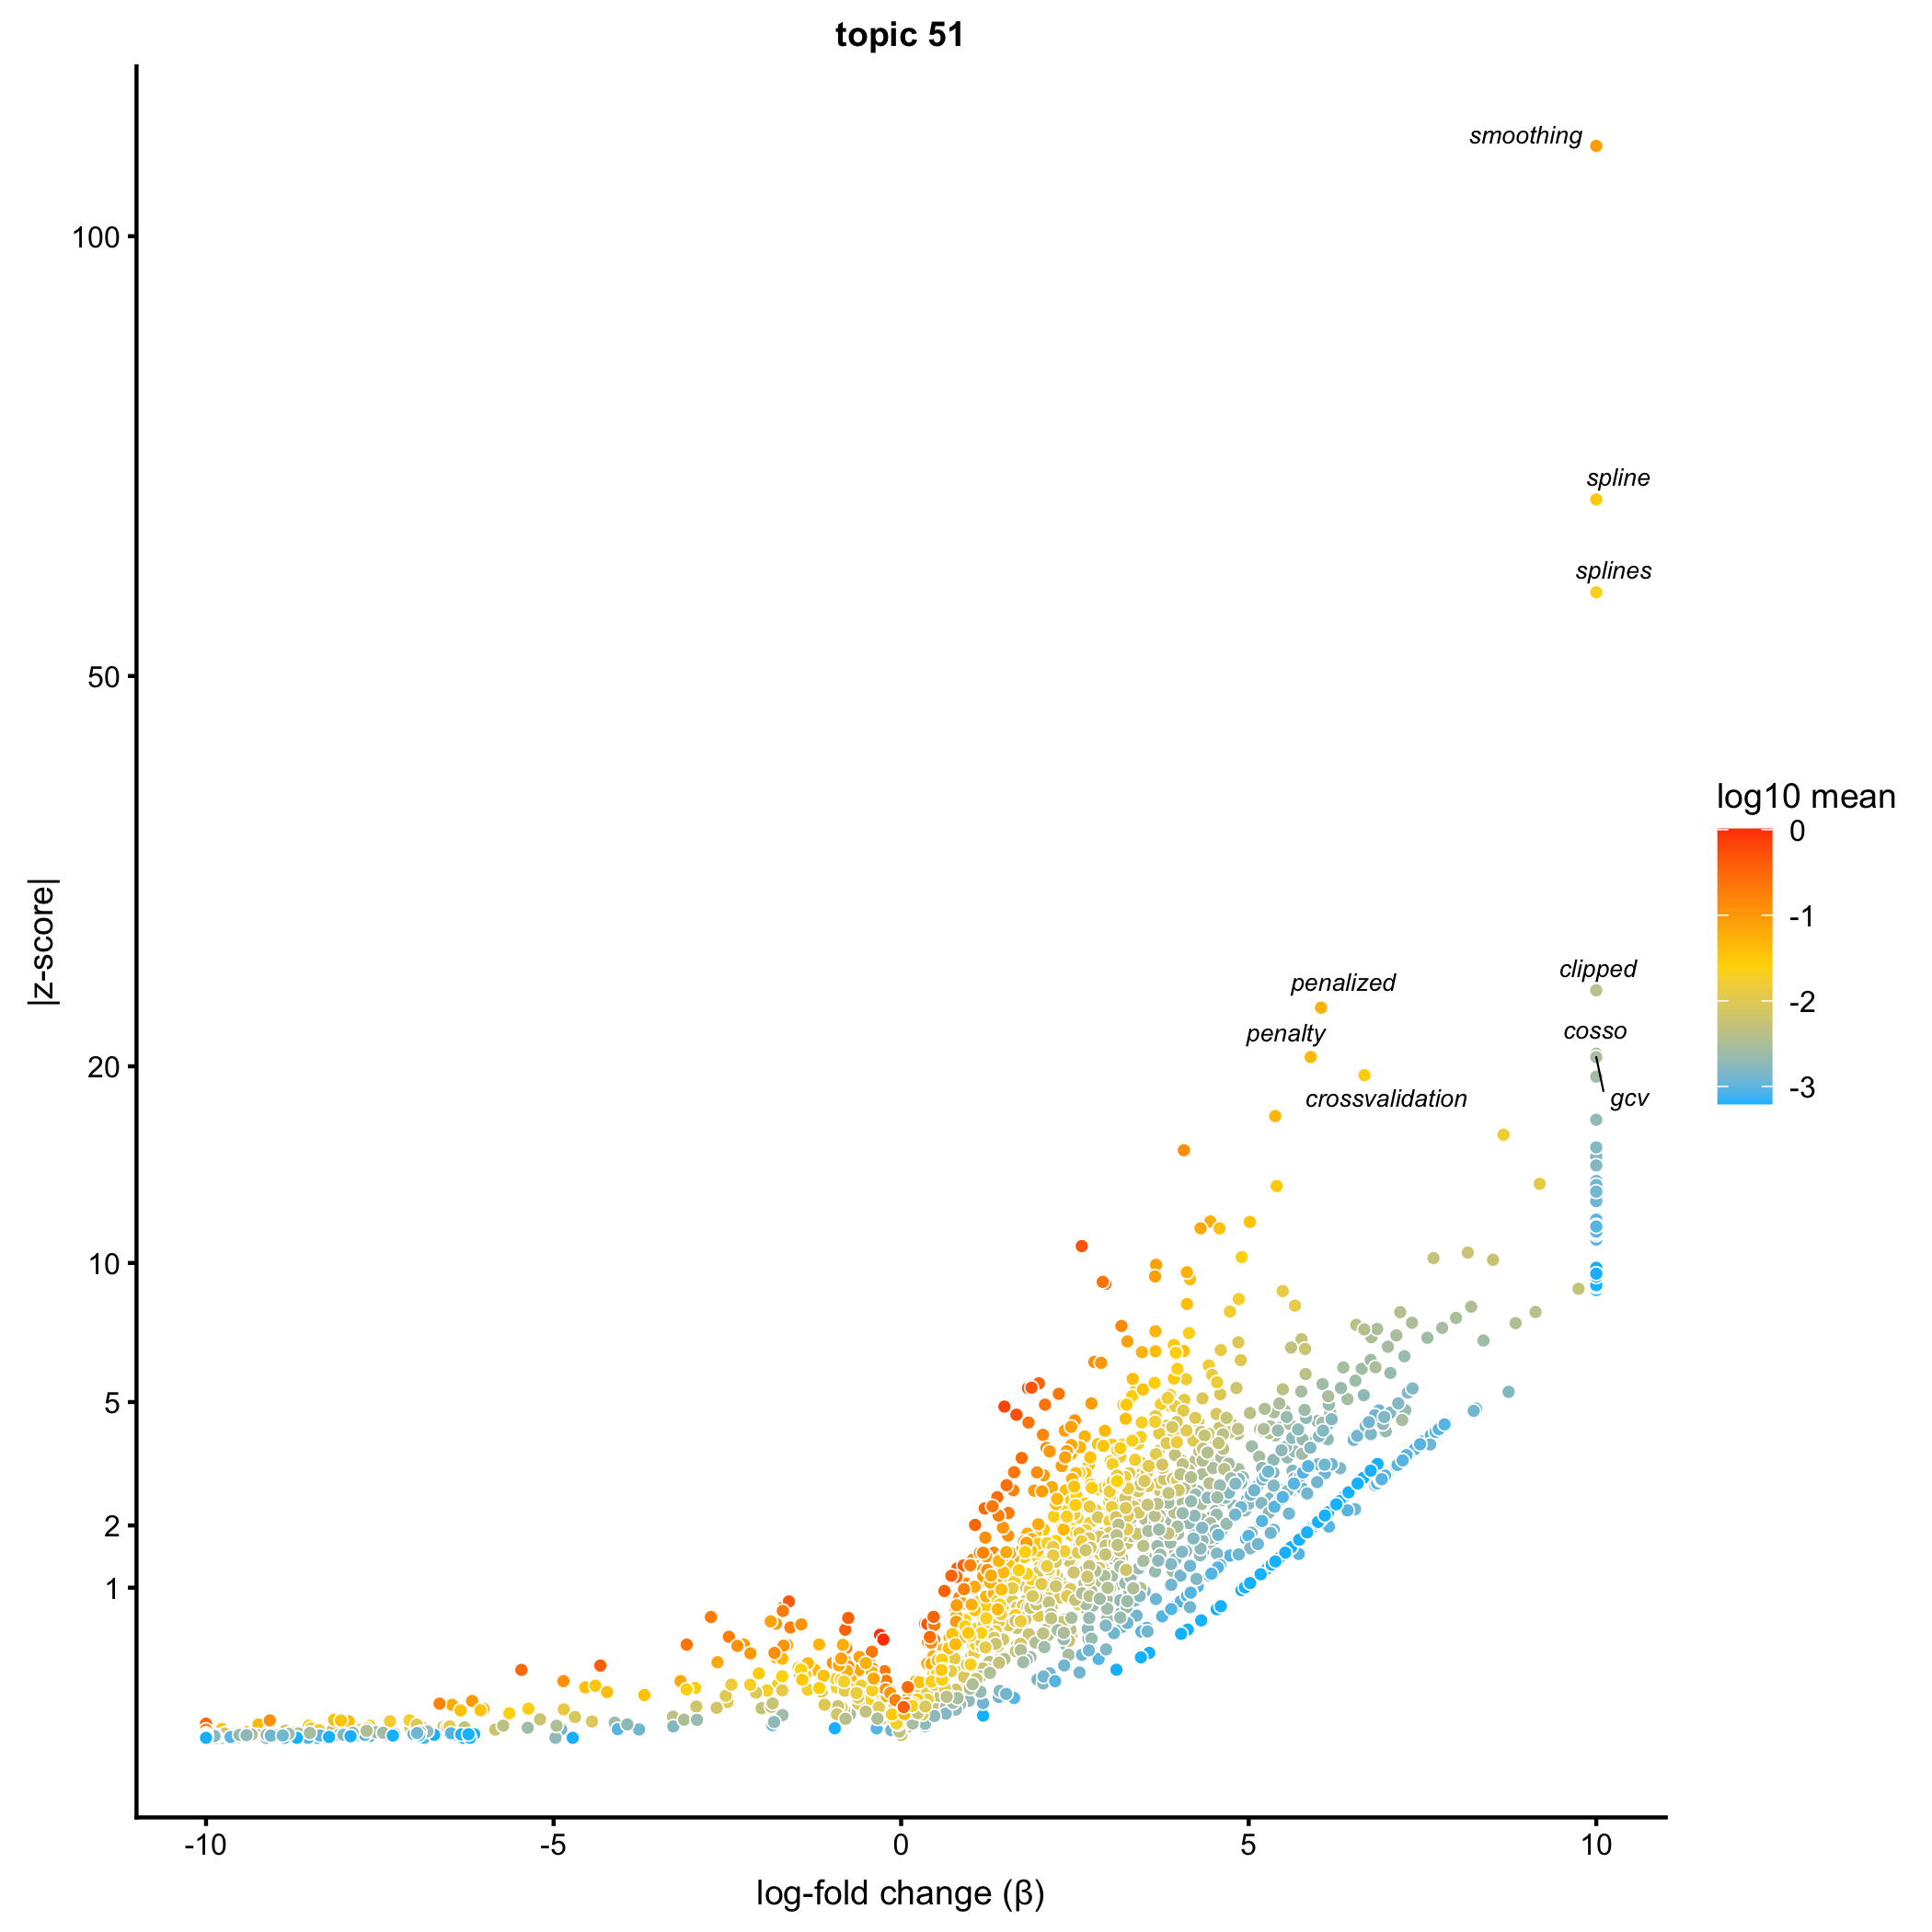 topic 51
smoothing
100
spline
splines
50
|z-score|
log10 mean
0
-1
-2
-3
clipped
penalized
cosso
penalty
20
crossvalidation
gcv
10
5
2
1
-10
-5
0
5
10
log-fold change (β)